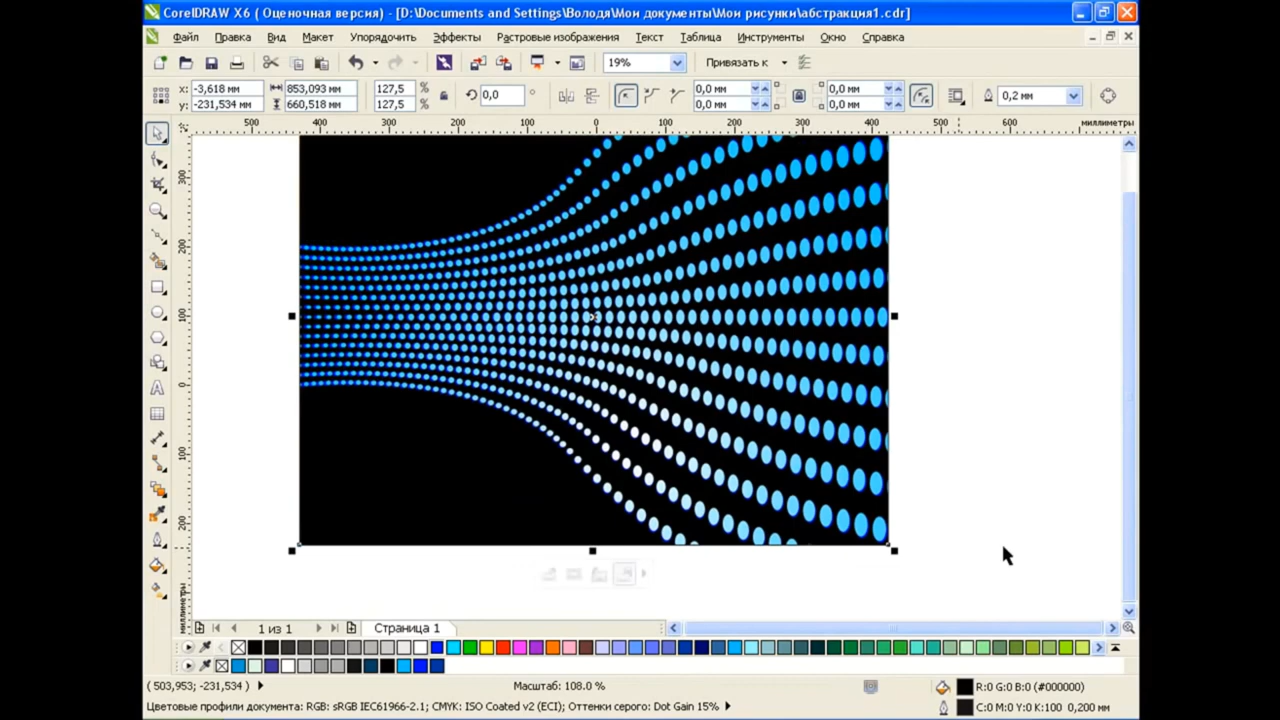 CorelDRAW X6 ( Оценочная версия) - [D:\Documents and Settings\Володя\Мои документы\Мои рисунки\абстракция1.cdr]
Файл Правка Вид Макет Упорядочить Эффекты Растровые изображения Текст Таблица Инструменты Окно Справка
19% Привязать к
x: -3,618 мм 853,093 мм 127,5 % 0,0 ° 0,0 мм 0,0 мм 0,2 мм
y: -231,534 мм 660,518 мм 127,5 % 0,0 мм 0,0 мм
500 400 300 200 100 0 100 200 300 400 500 600 миллиметры
300
200
100
0
100
200
миллиметры
1 из 1 Страница 1
( 503,953; -231,534 ) Масштаб: 108.0 % R:0 G:0 B:0 (#000000)
Цветовые профили документа: RGB: sRGB IEC61966-2.1; CMYK: ISO Coated v2 (ECI); Оттенки серого: Dot Gain 15% C:0 M:0 Y:0 K:100 0,200 мм